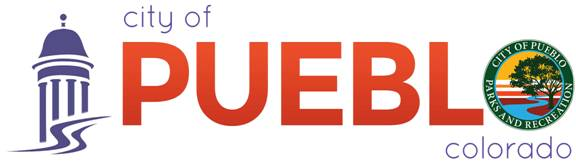 city of
PUEBL
CITY OF PUEBLO
PARKS AND RECREATION
colorado